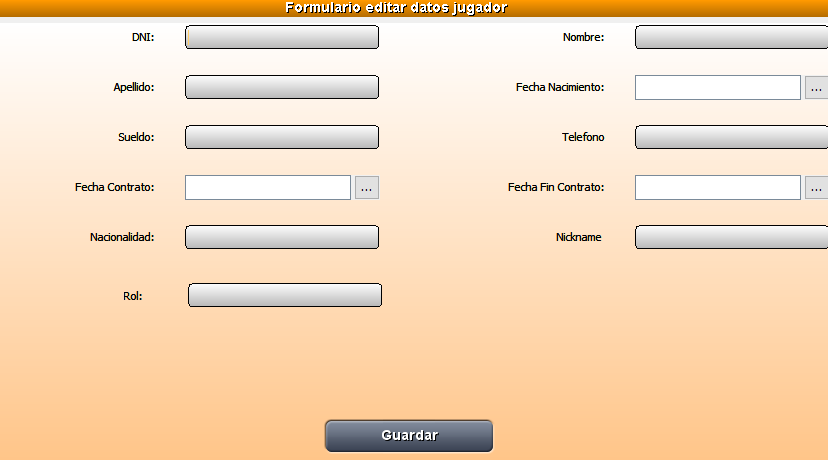 Formulario editar datos jugador
DNI: Nombre:
Apellido: Fecha Nacimiento: ...
Sueldo: Telefono
Fecha Contrato: ... Fecha Fin Contrato: ...
Nacionalidad: Nickname
Rol:
Guardar